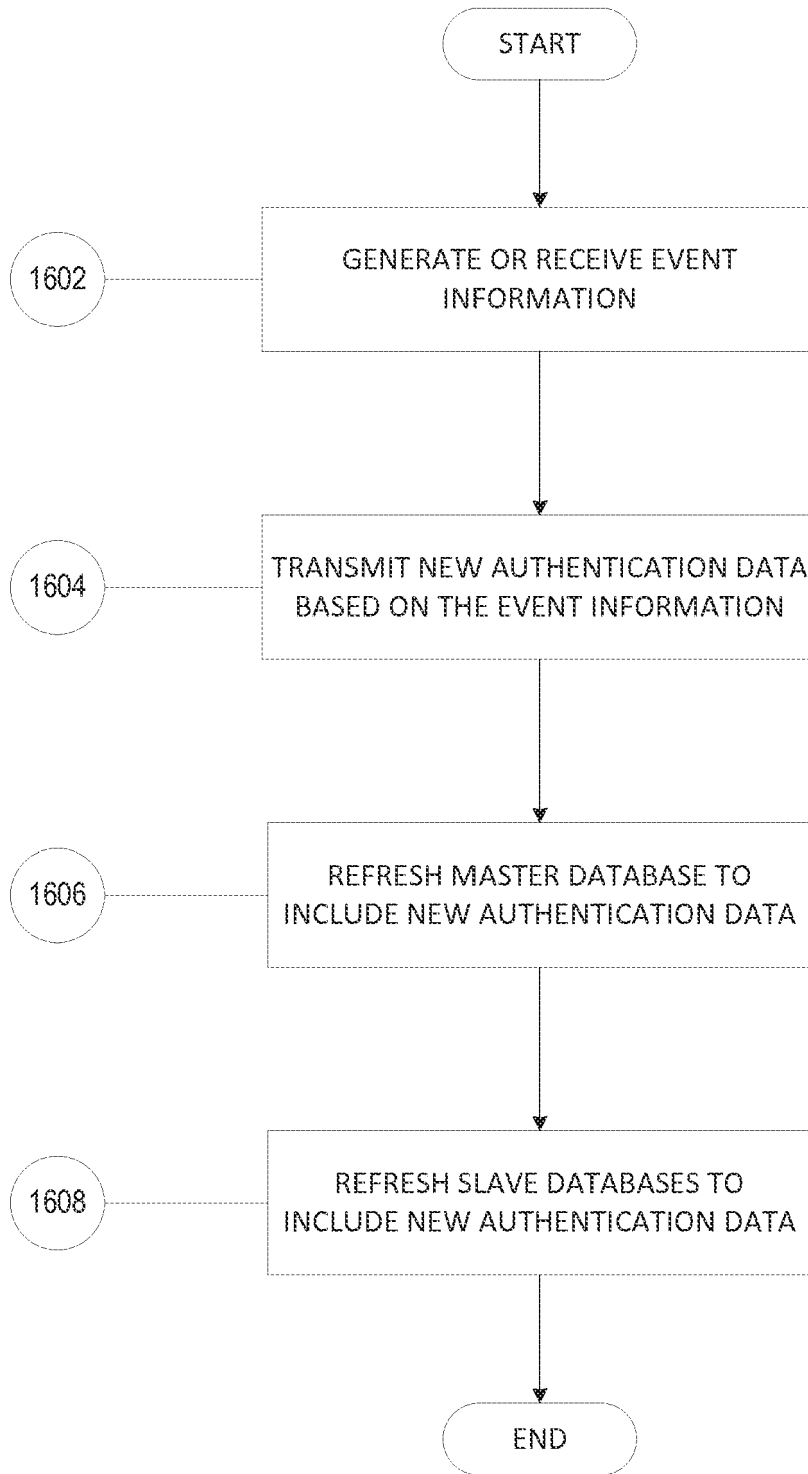 START
1602
GENERATE OR RECEIVE EVENT
INFORMATION
1604
TRANSMIT NEW AUTHENTICATION DATA
BASED ON THE EVENT INFORMATION
1606
REFRESH MASTER DATABASE TO
INCLUDE NEW AUTHENTICATION DATA
1608
REFRESH SLAVE DATABASES TO
INCLUDE NEW AUTHENTICATION DATA
END